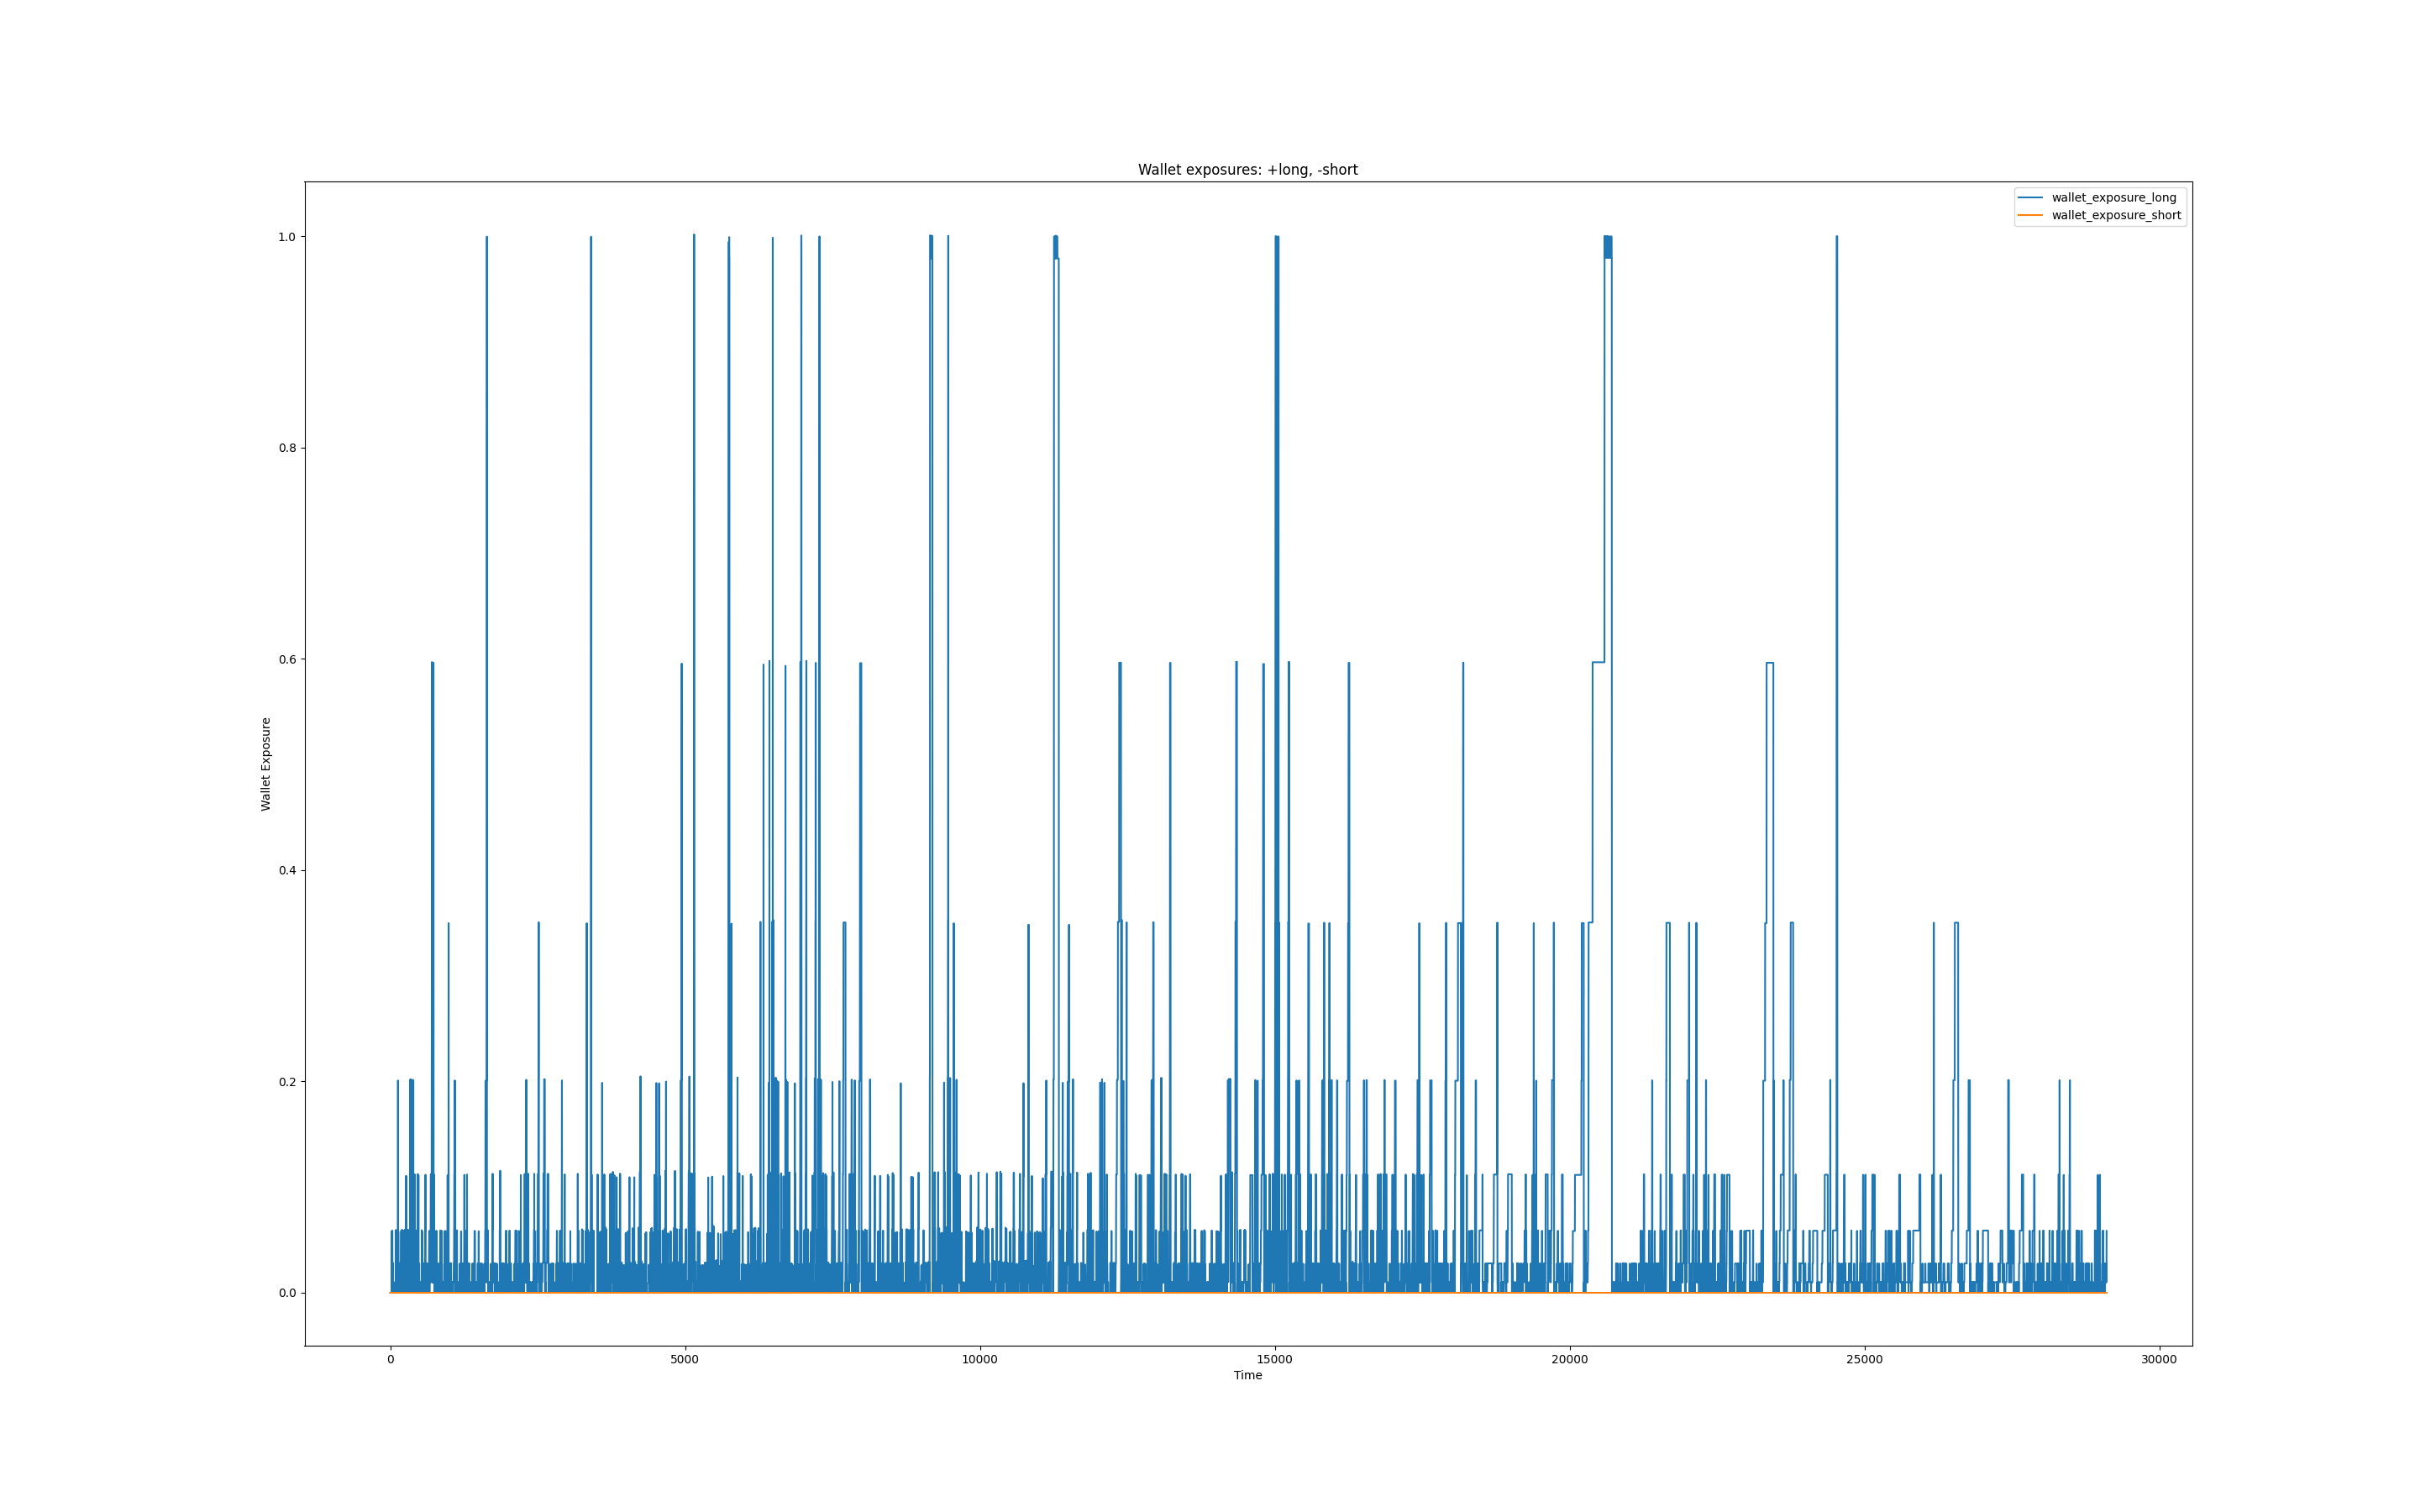 Wallet exposures: +long, -short
wallet_exposure_long
wallet_exposure_short
1.0
0.8
0.6
0.4
0.2
0.0
Wallet Exposure
0 5000 10000 15000 20000 25000 30000
Time